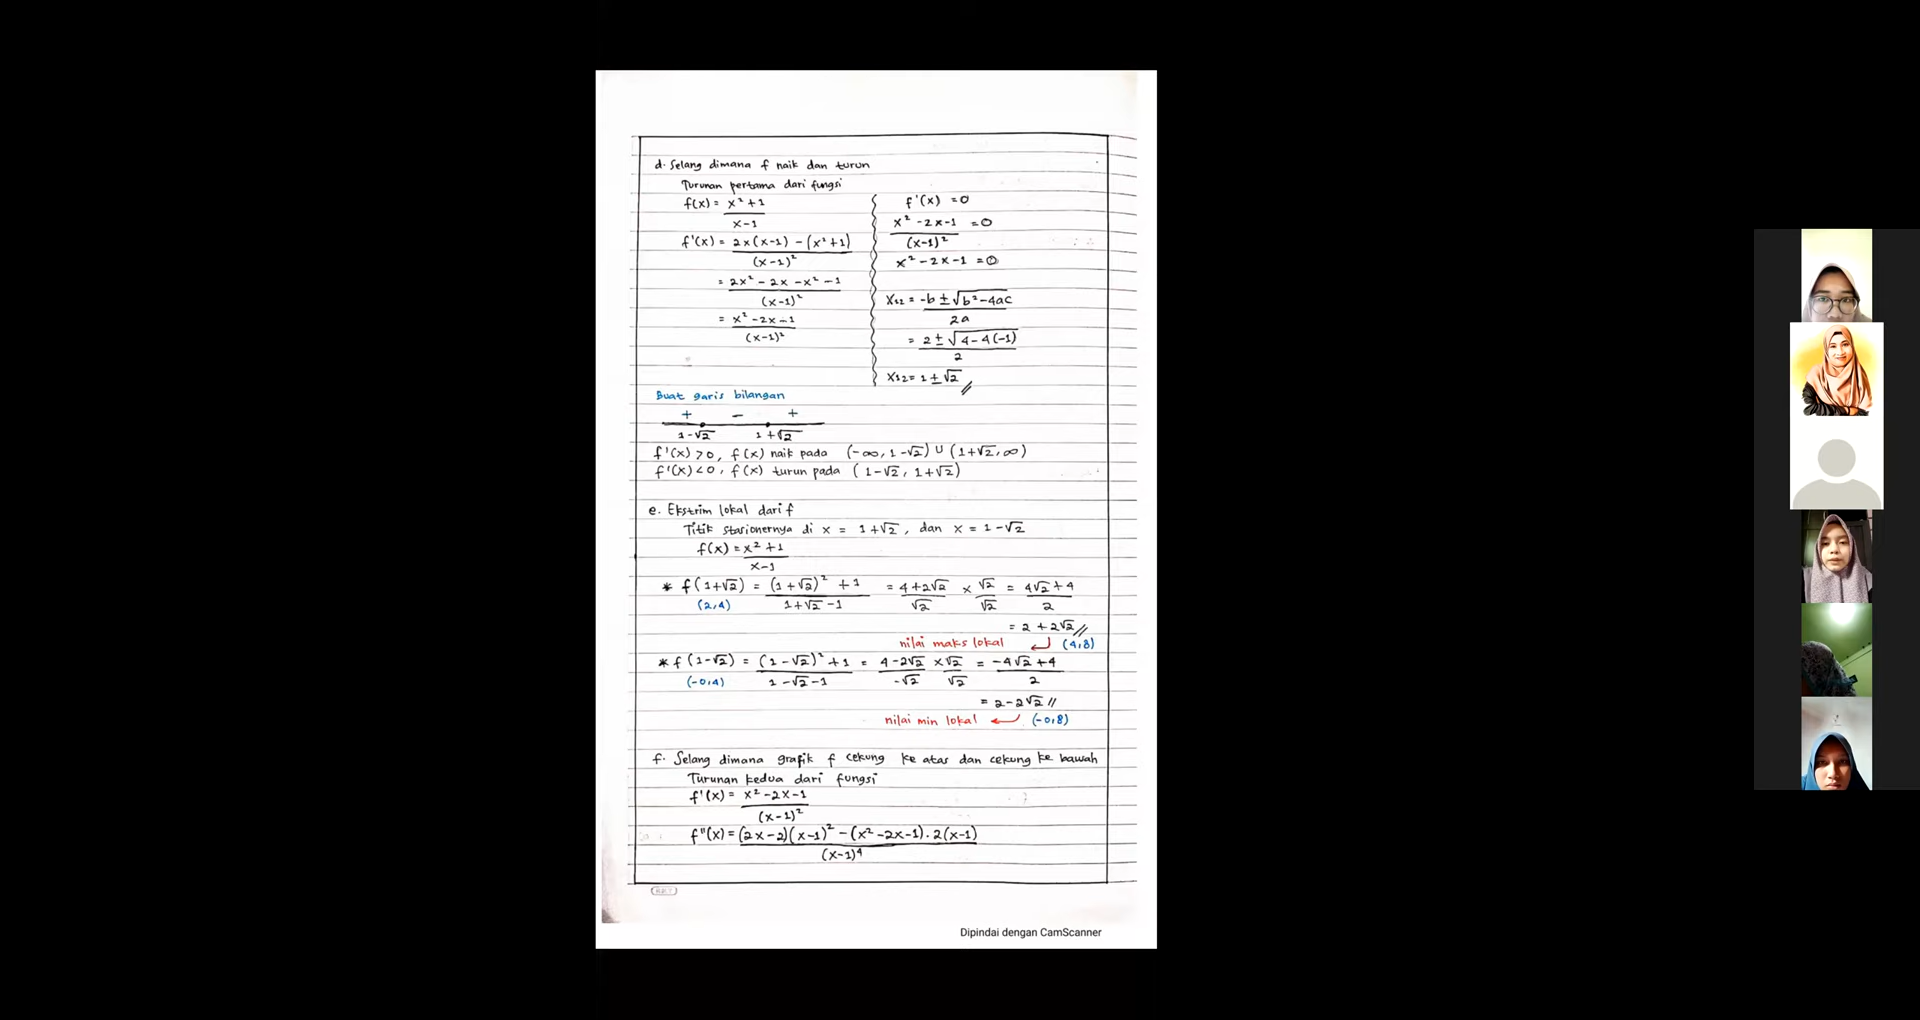 d. Selang dimana f naik dan turun
Turunan pertama dari fungsi
f(x) = x² + 1
x-1
f'(x) = 2x(x-1) - (x²+1)
(x-1)²
= 2x² - 2x - x² - 1
(x-1)²
= x² - 2x - 1
(x-1)²
f'(x) = 0
x² - 2x - 1 = 0
(x-1)²
x² - 2x - 1 = 0
x₁₂ = -b ± √b² - 4ac
2a
= 2 ± √4 - 4(-1)
2
x₁₂ = 1 ± √2 //
Buat garis bilangan
+ - +
1-√2 1+√2
f'(x) > 0, f(x) naik pada (-∞, 1-√2) ∪ (1+√2, ∞)
f'(x) < 0, f(x) turun pada (1-√2, 1+√2)
e. Ekstrim lokal dari f
Titik stasionernya di x = 1+√2, dan x = 1-√2
f(x) = x² + 1
x-1
* f(1+√2) = (1+√2)² + 1 = 4+2√2 × √2 = 4√2 + 4
(2,4) 1+√2-1 √2 √2 2
= 2 + 2√2 //
nilai maks lokal ↵ (4,8)
* f(1-√2) = (1-√2)² + 1 = 4-2√2 × √2 = -4√2 + 4
(-0,4) 1-√2-1 -√2 √2 2
= 2 - 2√2 //
nilai min lokal ↵ (-0,8)
f. Selang dimana grafik f cekung ke atas dan cekung ke bawah
Turunan kedua dari fungsi
f'(x) = x² - 2x - 1
(x-1)²
f"(x) = (2x-2)(x-1)² - (x² - 2x - 1) . 2(x-1)
(x-1)⁴
Dipindai dengan CamScanner